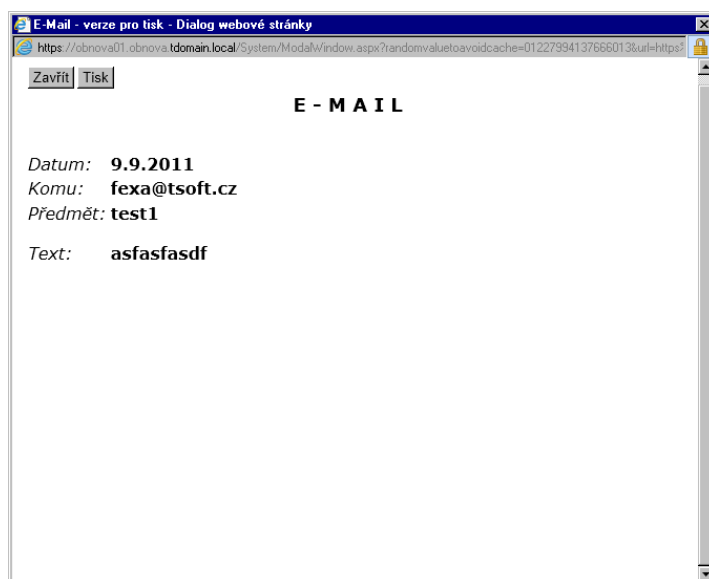 E-Mail - verze pro tisk - Dialog webové stránky
https://obnova01.obnova.tdomain.local/System/ModalWindow.aspx?randomvaluetoavoidcache=01227994137666013&url=https
Zavřít Tisk
E - M A I L
Datum: 9.9.2011
Komu: fexa@tsoft.cz
Předmět: test1
Text: asfasfasdf